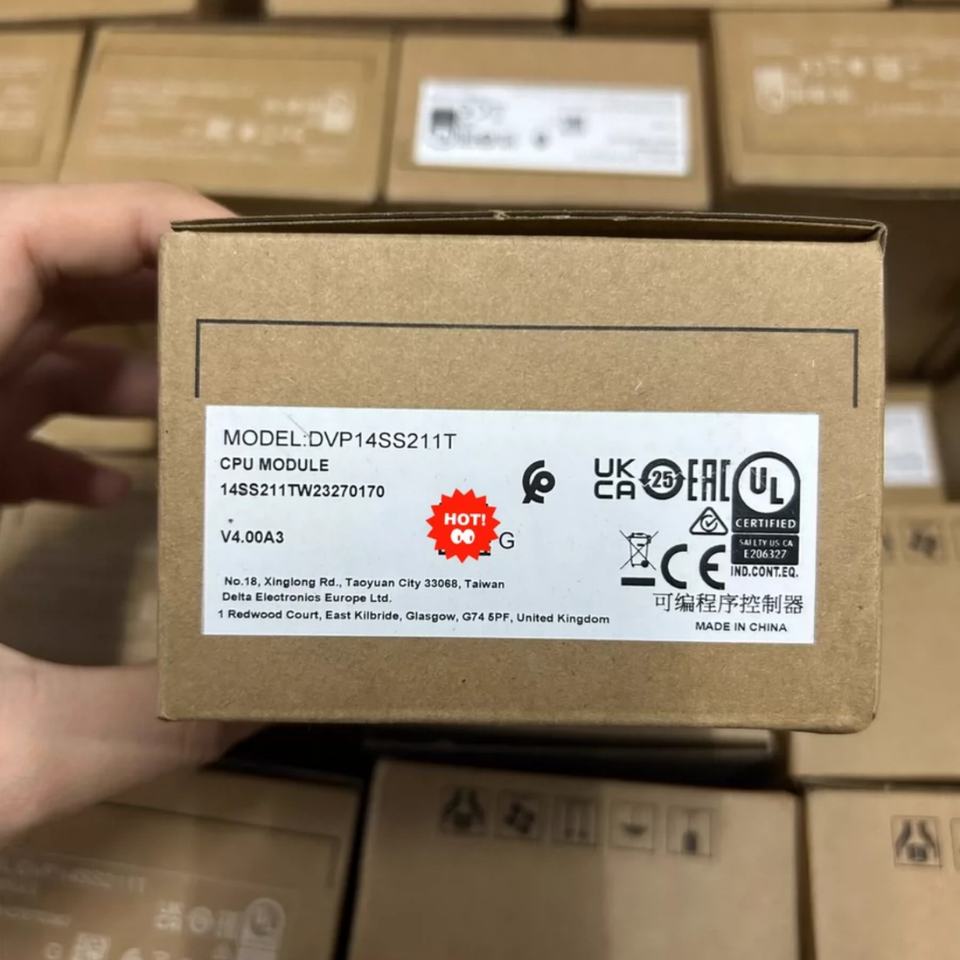 MODEL:DVP14SS211T
CPU MODULE
14SS211TW23270170
V4.00A3
HOT!
G
No.18, Xinglong Rd., Taoyuan City 33068, Taiwan
Delta Electronics Europe Ltd.
1 Redwood Court, East Kilbride, Glasgow, G74 5PF, United Kingdom
UK
CA
25
EAC
UL
CERTIFIED
SAFETY US CA
E206327
IND.CONT.EQ.
CE
可编程序控制器
MADE IN CHINA